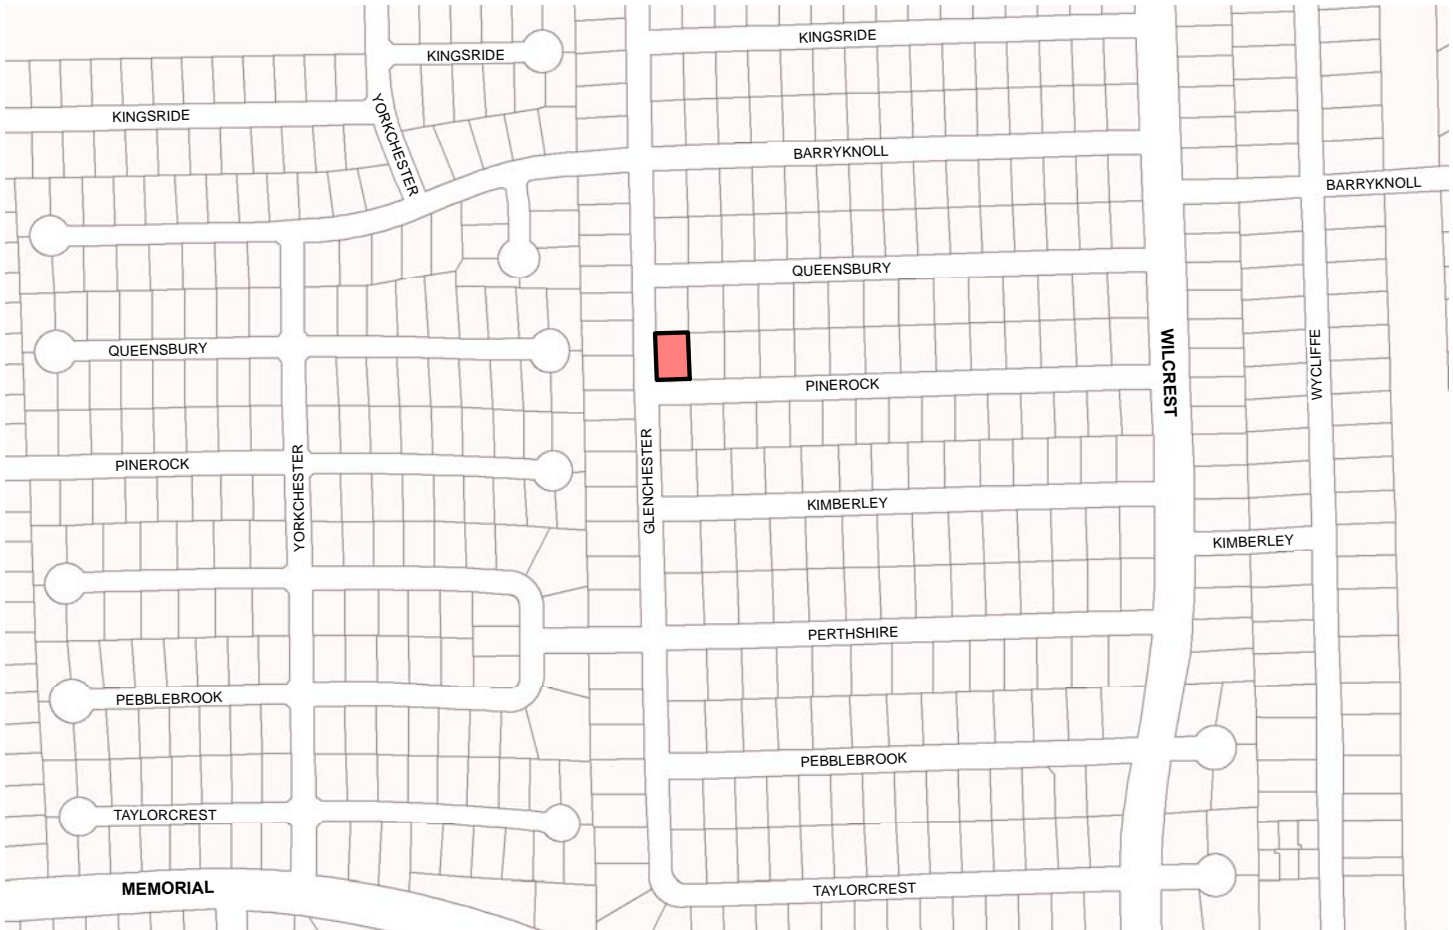 KINGSRIDE
KINGSRIDE
KINGSRIDE
YORKCHESTER
BARRYKNOLL
BARRYKNOLL
QUEENSBURY
QUEENSBURY
WILCREST
WYCLIFFE
PINEROCK
GLENCHESTER
PINEROCK
YORKCHESTER
KIMBERLEY
KIMBERLEY
PERTHSHIRE
PEBBLEBROOK
PEBBLEBROOK
TAYLORCREST
MEMORIAL
TAYLORCREST